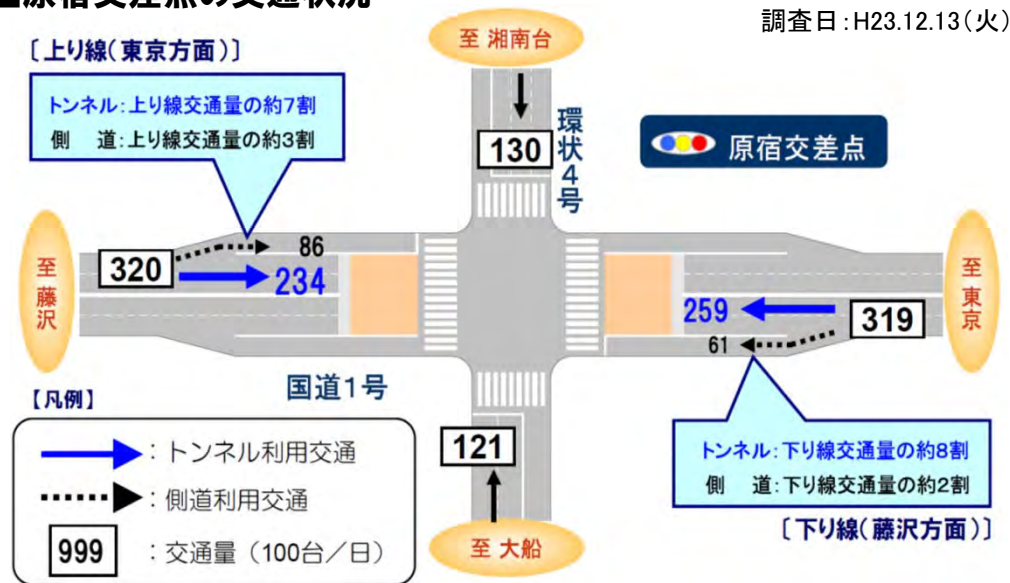 ■原宿交差点の交通状況
調査日:H23.12.13(火)
[上り線(東京方面)]
トンネル:上り線交通量の約7割
側 道:上り線交通量の約3割
至 湘南台
130
環状4号
原宿交差点
至 藤沢
320
86
234
259
61
319
至 東京
国道1号
【凡例】
:トンネル利用交通
:側道利用交通
999 :交通量(100台/日)
121
至 大船
トンネル:下り線交通量の約8割
側 道:下り線交通量の約2割
[下り線(藤沢方面)]